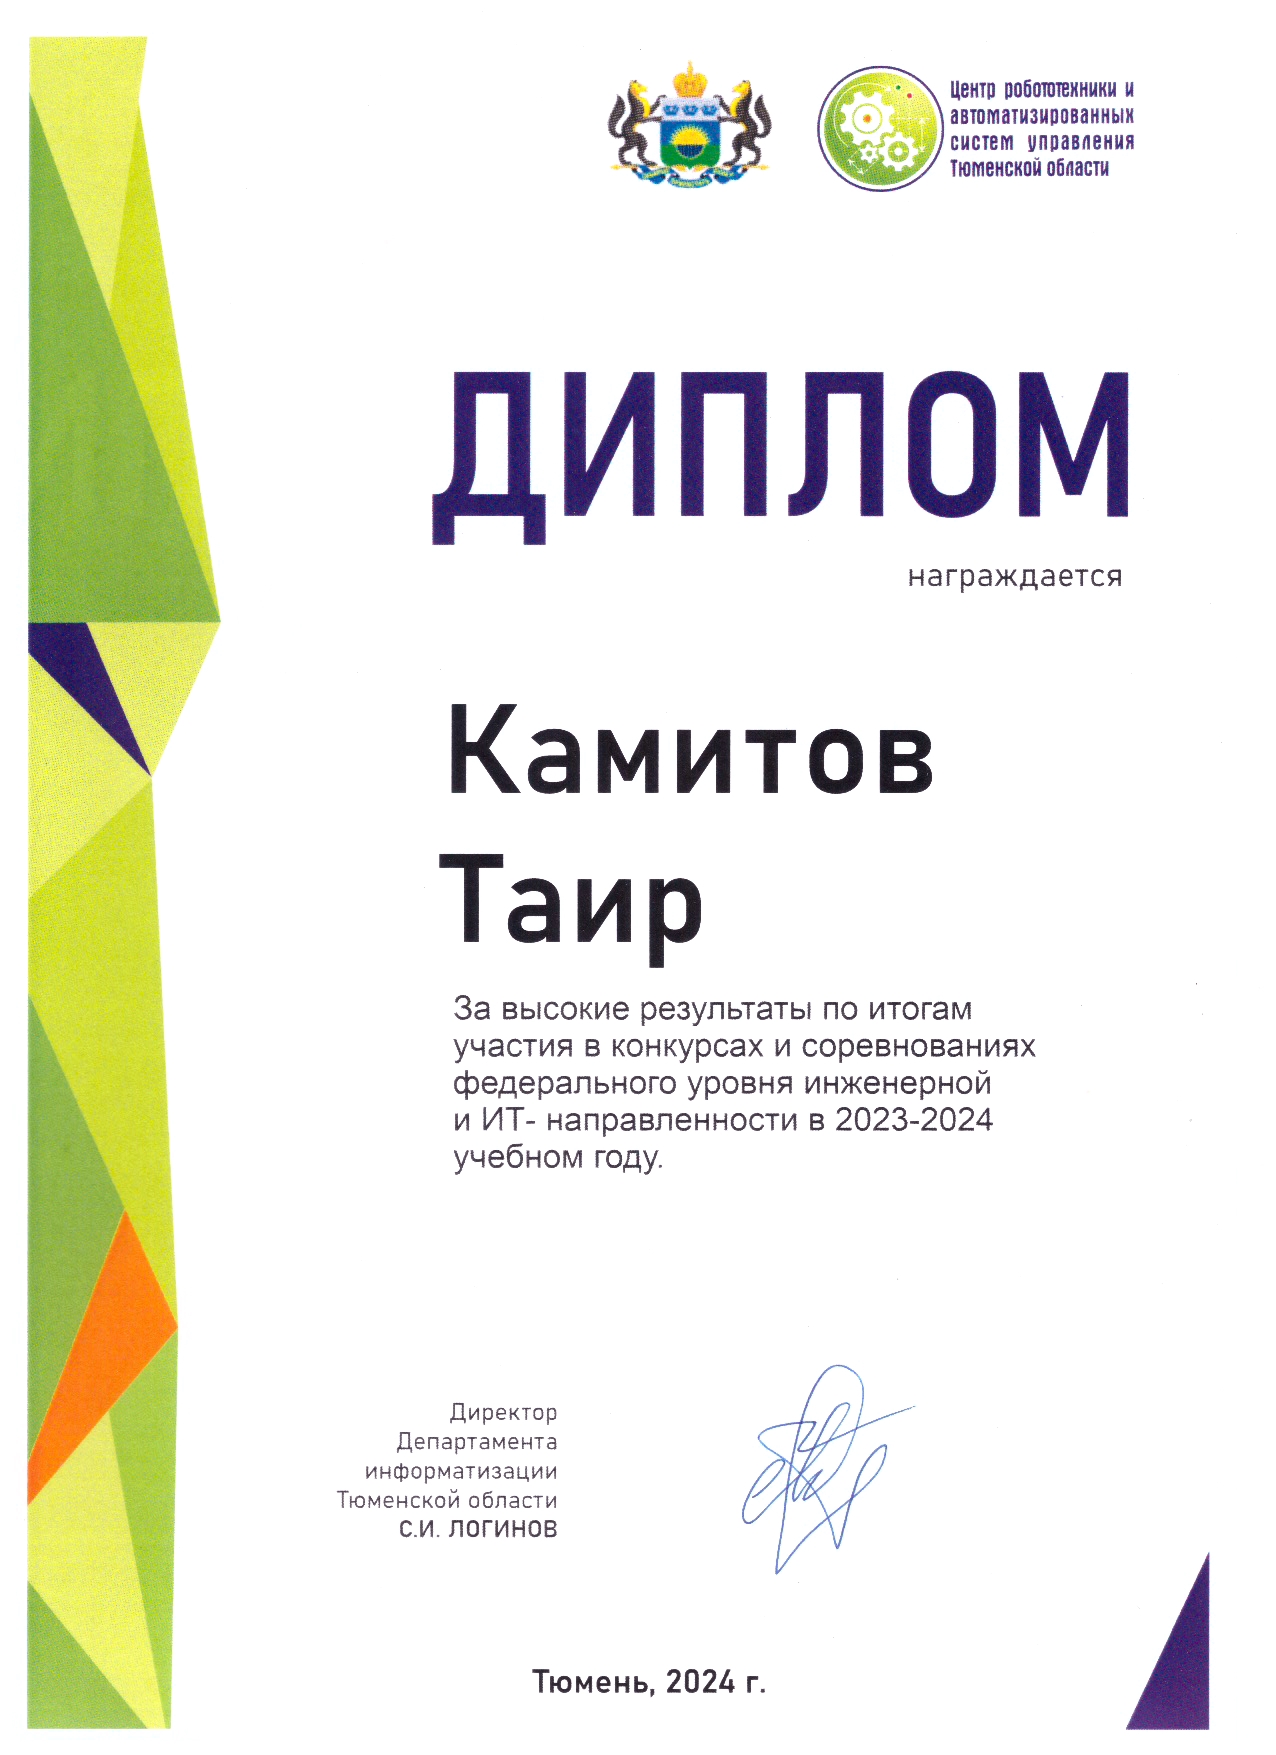 Центр робототехники и
автоматизированных
систем управления
Тюменской области
ДИПЛОМ
награждается
Камитов
Таир
За высокие результаты по итогам
участия в конкурсах и соревнованиях
федерального уровня инженерной
и ИТ- направленности в 2023-2024
учебном году.
Директор
Департамента
информатизации
Тюменской области
С.И. ЛОГИНОВ
Тюмень, 2024 г.